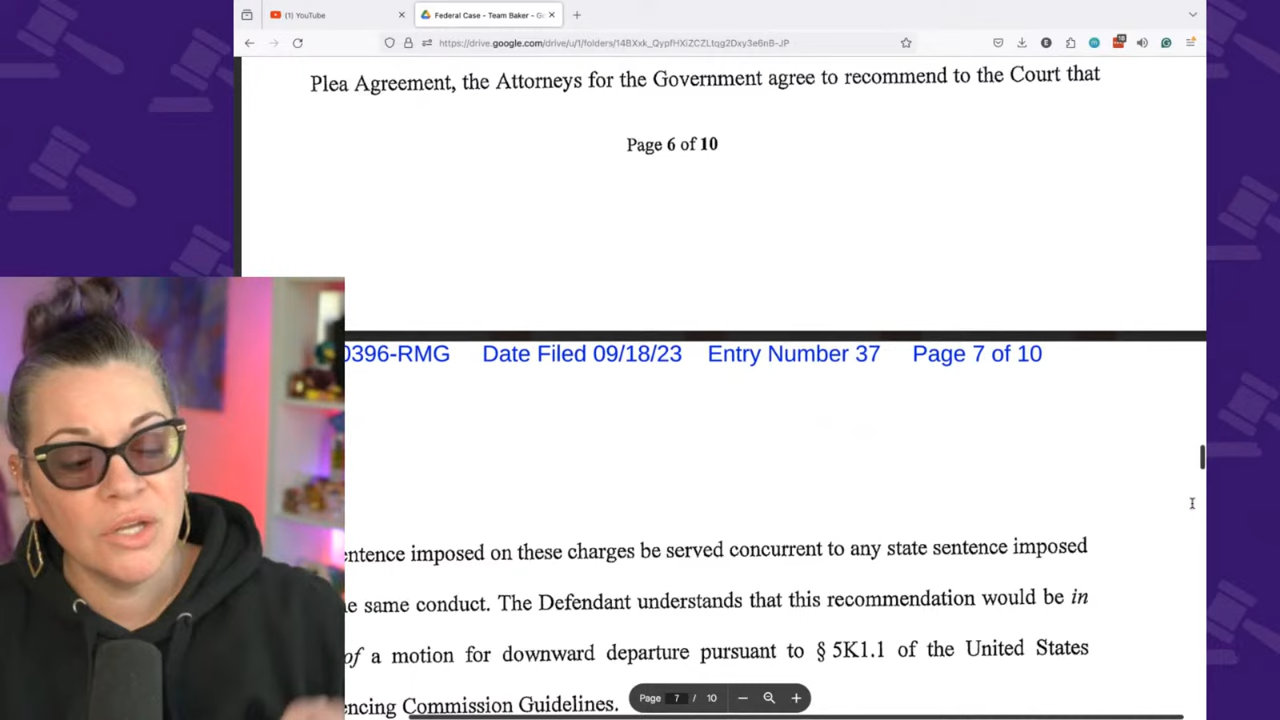 (1) YouTube
Federal Case - Team Baker - Go
https://drive.google.com/drive/u/1/folders/14BXxk_QypfHXiZCZLtqg2Dxy3e6nB-JP
Plea Agreement, the Attorneys for the Government agree to recommend to the Court that
Page 6 of 10
0396-RMG Date Filed 09/18/23 Entry Number 37 Page 7 of 10
entence imposed on these charges be served concurrent to any state sentence imposed
e same conduct. The Defendant understands that this recommendation would be in
of a motion for downward departure pursuant to § 5K1.1 of the United States
encing Commission Guidelines.
Page 7 / 10